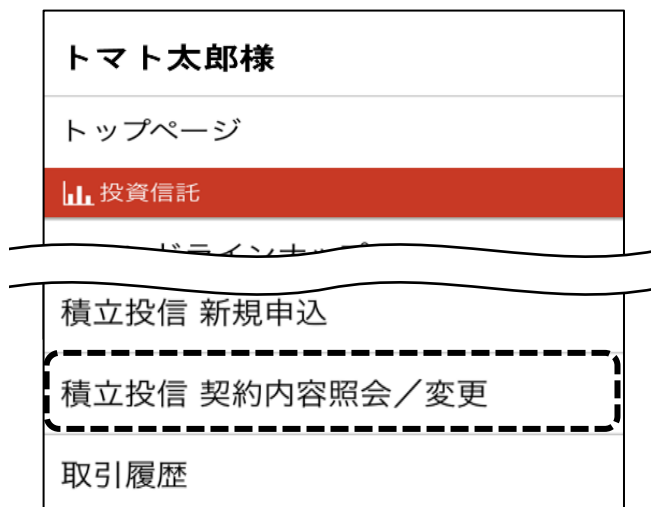 トマト太郎様
トップページ
投資信託
積立投信 新規申込
積立投信 契約内容照会／変更
取引履歴